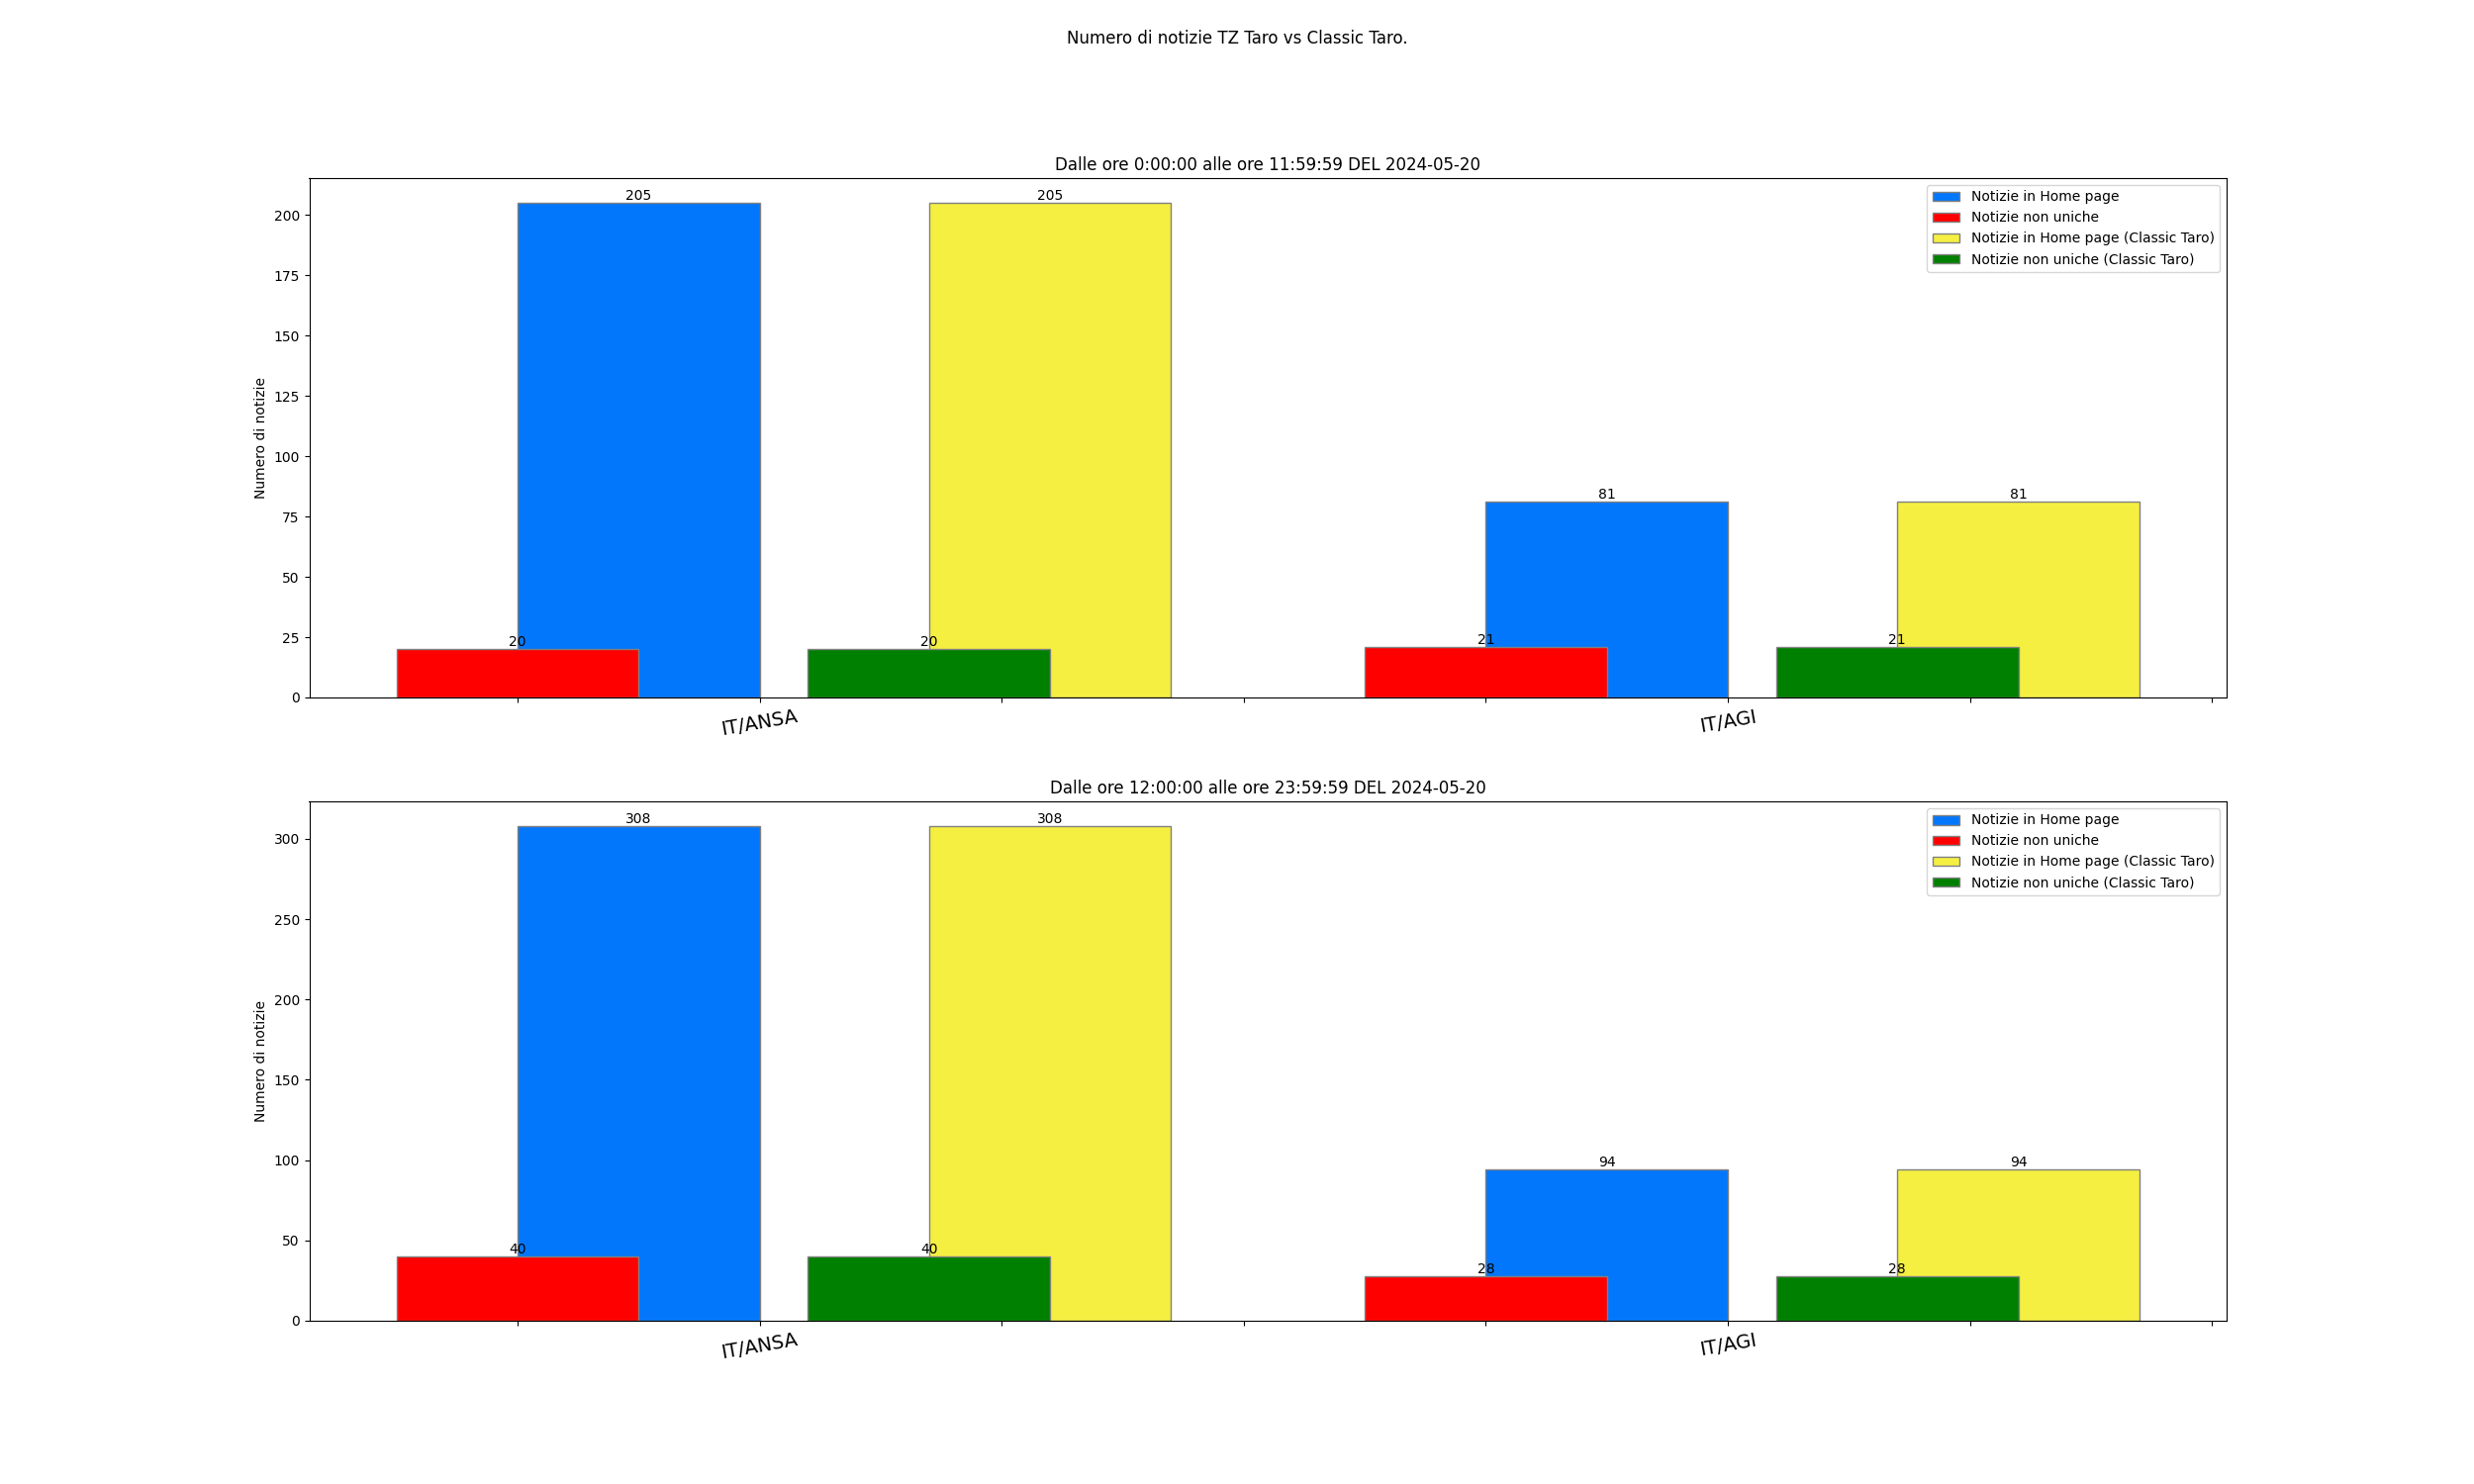 Numero di notizie TZ Taro vs Classic Taro.
Dalle ore 0:00:00 alle ore 11:59:59 DEL 2024-05-20
205
205
Notizie in Home page
Notizie non uniche
Notizie in Home page (Classic Taro)
Notizie non uniche (Classic Taro)
200
175
150
125
100
75
50
25
0
Numero di notizie
81
81
20
20
21
21
IT/ANSA
IT/AGI
Dalle ore 12:00:00 alle ore 23:59:59 DEL 2024-05-20
308
308
Notizie in Home page
Notizie non uniche
Notizie in Home page (Classic Taro)
Notizie non uniche (Classic Taro)
300
250
200
150
100
50
0
Numero di notizie
94
94
40
40
28
28
IT/ANSA
IT/AGI